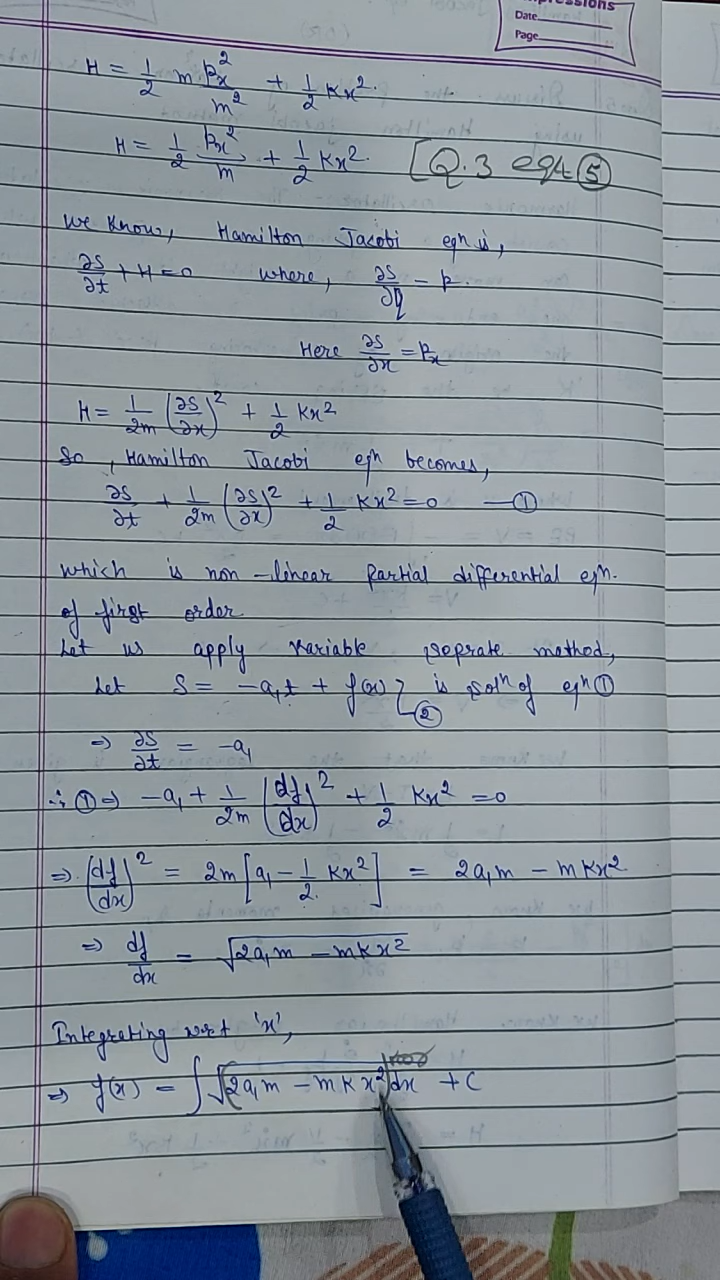 Date
Page
H = 1/2 m Px²/m² + 1/2 Kx².
H = 1/2 Px²/m + 1/2 Kx². [Q.3 eqt (5)
We know, Hamilton Jacobi eqn is,
∂S/∂t + H = 0 where, ∂S/∂q = p.
Here ∂S/∂x = Px
H = 1/2m (∂S/∂x)² + 1/2 Kx²
So, Hamilton Jacobi eqn becomes,
∂S/∂t + 1/2m (∂S/∂x)² + 1/2 Kx² = 0 — (1)
which is non-linear partial differential eqn.
of first order.
Let us apply variable seprate method,
Let S = -a₁t + f(x) } is solⁿ of eqn (1)
(2)
⇒ ∂S/∂t = -a₁
∴ (1) ⇒ -a₁ + 1/2m (df/dx)² + 1/2 Kx² = 0
⇒ (df/dx)² = 2m [a₁ - 1/2 Kx²] = 2a₁m - mKx²
⇒ df/dx = √(2a₁m - mKx²)
Integrating w.r.t 'x',
⇒ f(x) = ∫ √(2a₁m - mKx²) dx + C